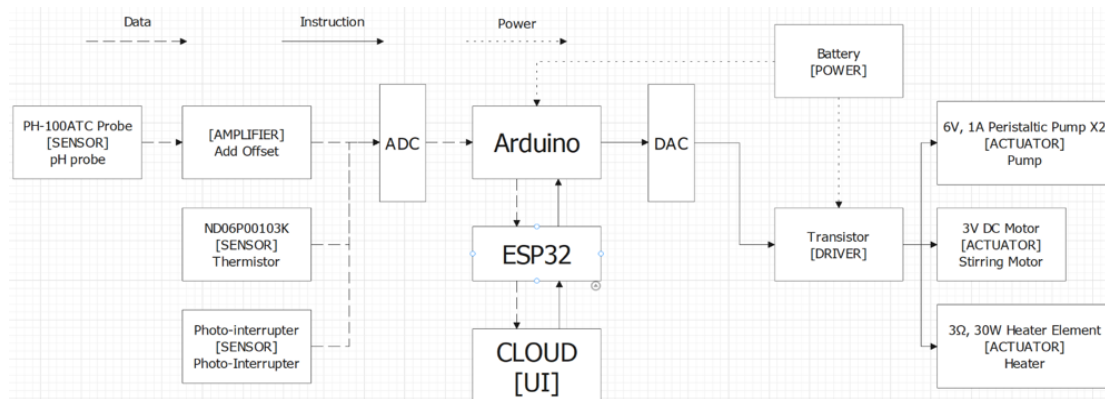 Data
Instruction
Power
Battery
[POWER]
PH-100ATC Probe
[SENSOR]
pH probe
[AMPLIFIER]
Add Offset
ADC
Arduino
DAC
6V, 1A Peristaltic Pump X2
[ACTUATOR]
Pump
ND06P00103K
[SENSOR]
Thermistor
ESP32
Transistor
[DRIVER]
3V DC Motor
[ACTUATOR]
Stirring Motor
Photo-interrupter
[SENSOR]
Photo-Interrupter
CLOUD
[UI]
3Ω, 30W Heater Element
[ACTUATOR]
Heater